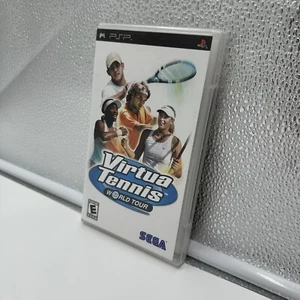 PSP
Virtua
Tennis
WORLD TOUR
E
SEGA